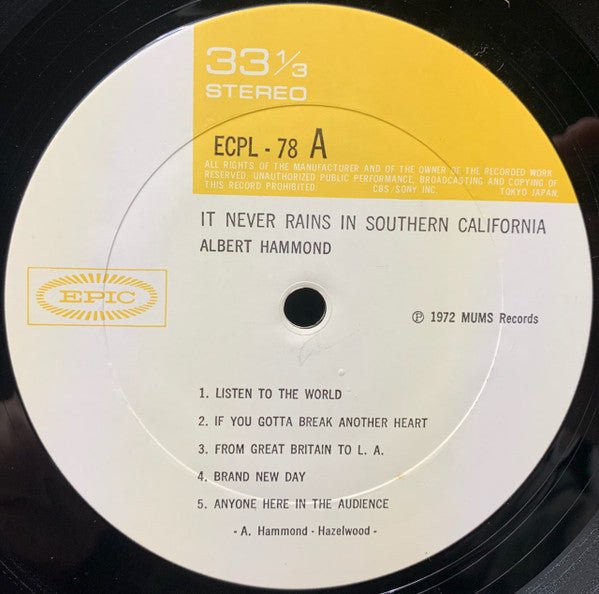 33 1/3
STEREO
ECPL - 78 A
ALL RIGHTS OF THE MANUFACTURER AND OF THE OWNER OF THE RECORDED WORK
RESERVED. UNAUTHORIZED PUBLIC PERFORMANCE, BROADCASTING AND COPYING OF
THIS RECORD PROHIBITED. CBS/SONY INC. TOKYO JAPAN.
IT NEVER RAINS IN SOUTHERN CALIFORNIA
ALBERT HAMMOND
EPIC
℗ 1972 MUMS Records
1. LISTEN TO THE WORLD
2. IF YOU GOTTA BREAK ANOTHER HEART
3. FROM GREAT BRITAIN TO L. A.
4. BRAND NEW DAY
5. ANYONE HERE IN THE AUDIENCE
- A. Hammond - Hazelwood -